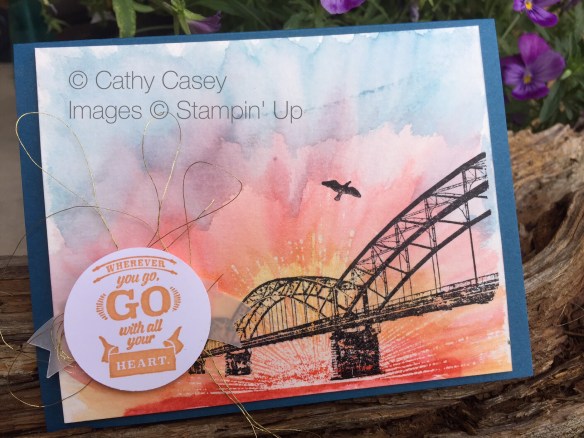 © Cathy Casey
Images © Stampin' Up
WHEREVER
you go,
GO
with all
your
HEART.